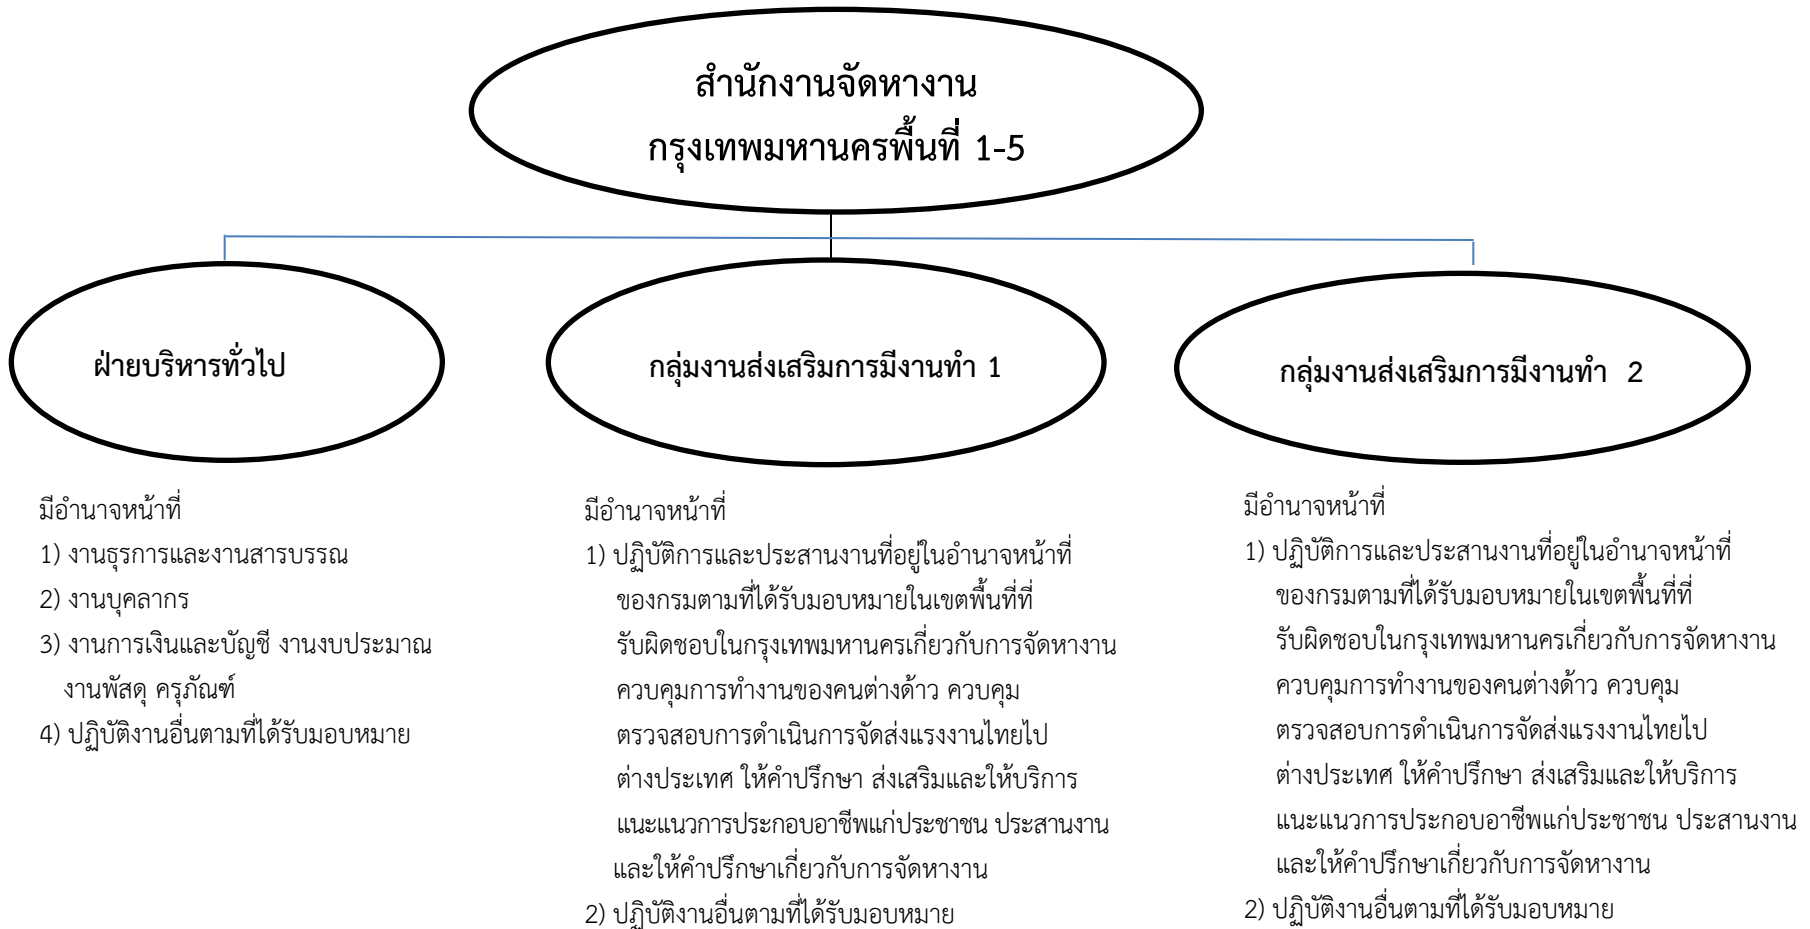 สำนักงานจัดหางาน
กรุงเทพมหานครพื้นที่ 1-5
ฝ่ายบริหารทั่วไป
กลุ่มงานส่งเสริมการมีงานทำ 1
กลุ่มงานส่งเสริมการมีงานทำ 2
มีอำนาจหน้าที่
1) งานธุรการและงานสารบรรณ
2) งานบุคลากร
3) งานการเงินและบัญชี งานงบประมาณ
งานพัสดุ ครุภัณฑ์
4) ปฏิบัติงานอื่นตามที่ได้รับมอบหมาย
มีอำนาจหน้าที่
1) ปฏิบัติการและประสานงานที่อยู่ในอำนาจหน้าที่
ของกรมตามที่ได้รับมอบหมายในเขตพื้นที่ที่
รับผิดชอบในกรุงเทพมหานครเกี่ยวกับการจัดหางาน
ควบคุมการทำงานของคนต่างด้าว ควบคุม
ตรวจสอบการดำเนินการจัดส่งแรงงานไทยไป
ต่างประเทศ ให้คำปรึกษา ส่งเสริมและให้บริการ
แนะแนวการประกอบอาชีพแก่ประชาชน ประสานงาน
และให้คำปรึกษาเกี่ยวกับการจัดหางาน
2) ปฏิบัติงานอื่นตามที่ได้รับมอบหมาย
มีอำนาจหน้าที่
1) ปฏิบัติการและประสานงานที่อยู่ในอำนาจหน้าที่
ของกรมตามที่ได้รับมอบหมายในเขตพื้นที่ที่
รับผิดชอบในกรุงเทพมหานครเกี่ยวกับการจัดหางาน
ควบคุมการทำงานของคนต่างด้าว ควบคุม
ตรวจสอบการดำเนินการจัดส่งแรงงานไทยไป
ต่างประเทศ ให้คำปรึกษา ส่งเสริมและให้บริการ
แนะแนวการประกอบอาชีพแก่ประชาชน ประสานงาน
และให้คำปรึกษาเกี่ยวกับการจัดหางาน
2) ปฏิบัติงานอื่นตามที่ได้รับมอบหมาย